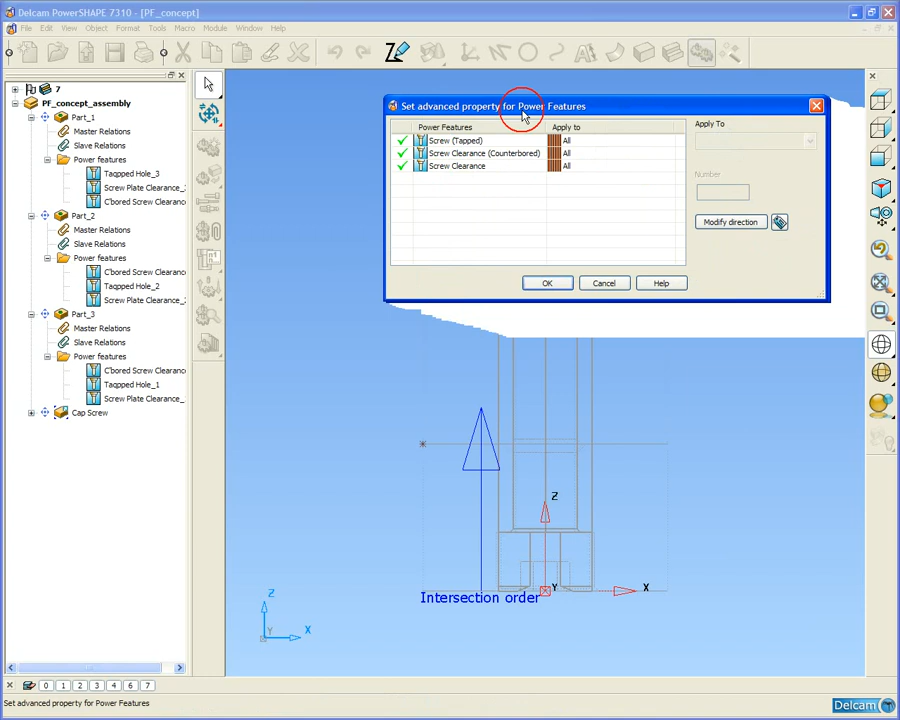 Delcam PowerSHAPE 7310 - [PF_concept]
File Edit View Object Format Tools Macro Module Window Help
7
PF_concept_assembly
Part_1
Master Relations
Slave Relations
Power features
Taqpped Hole_3
Screw Plate Clearance_
C'bored Screw Clearanc
Part_2
Master Relations
Slave Relations
Power features
C'bored Screw Clearanc
Taqpped Hole_2
Screw Plate Clearance_
Part_3
Master Relations
Slave Relations
Power features
C'bored Screw Clearanc
Taqpped Hole_1
Screw Plate Clearance_
Cap Screw
Set advanced property for Power Features
Power Features Apply to
Screw (Tapped) All
Screw Clearance (Counterbored) All
Screw Clearance All
Apply To
Number
Modify direction
OK Cancel Help
Z
Y X
Intersection order
Z
Y X
0 1 2 3 4 6 7
Set advanced property for Power Features
Delcam